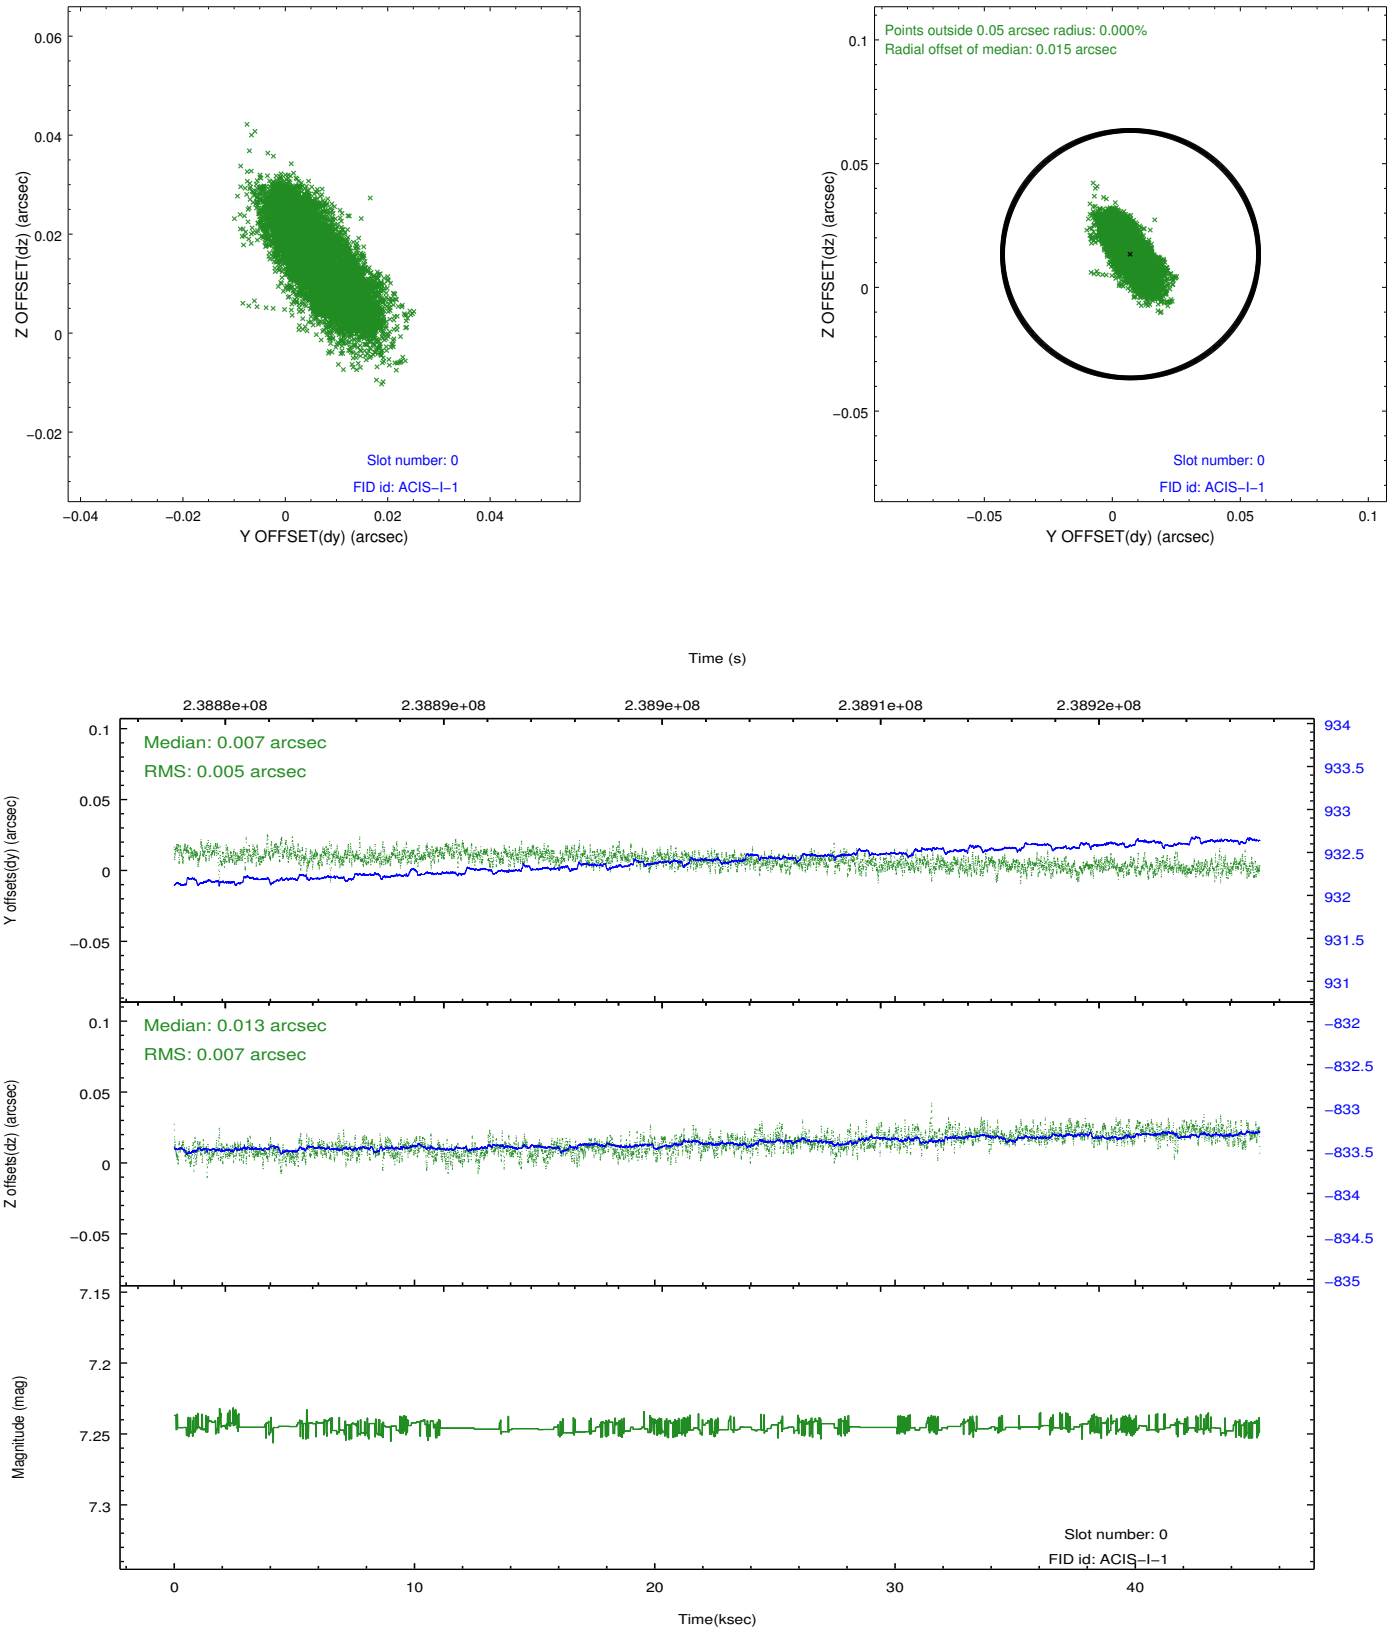 0.06
0.04
0.02
0
−0.02
Z OFFSET(dz) (arcsec)
Slot number: 0
FID id: ACIS−I−1
−0.04
−0.02
0
0.02
0.04
Y OFFSET(dy) (arcsec)
Points outside 0.05 arcsec radius: 0.000%
Radial offset of median: 0.015 arcsec
0.1
0.05
0
−0.05
Z OFFSET(dz) (arcsec)
Slot number: 0
FID id: ACIS−I−1
−0.05
0
0.05
0.1
Y OFFSET(dy) (arcsec)
Time (s)
2.3888e+08
2.3889e+08
2.389e+08
2.3891e+08
2.3892e+08
Median: 0.007 arcsec
RMS: 0.005 arcsec
0.1
0.05
0
−0.05
Y offsets(dy) (arcsec)
934
933.5
933
932.5
932
931.5
931
Median: 0.013 arcsec
RMS: 0.007 arcsec
0.1
0.05
0
−0.05
Z offsets(dz) (arcsec)
−832
−832.5
−833
−833.5
−834
−834.5
−835
7.15
7.2
7.25
7.3
Magnitude (mag)
Slot number: 0
FID id: ACIS−I−1
0
10
20
30
40
Time(ksec)